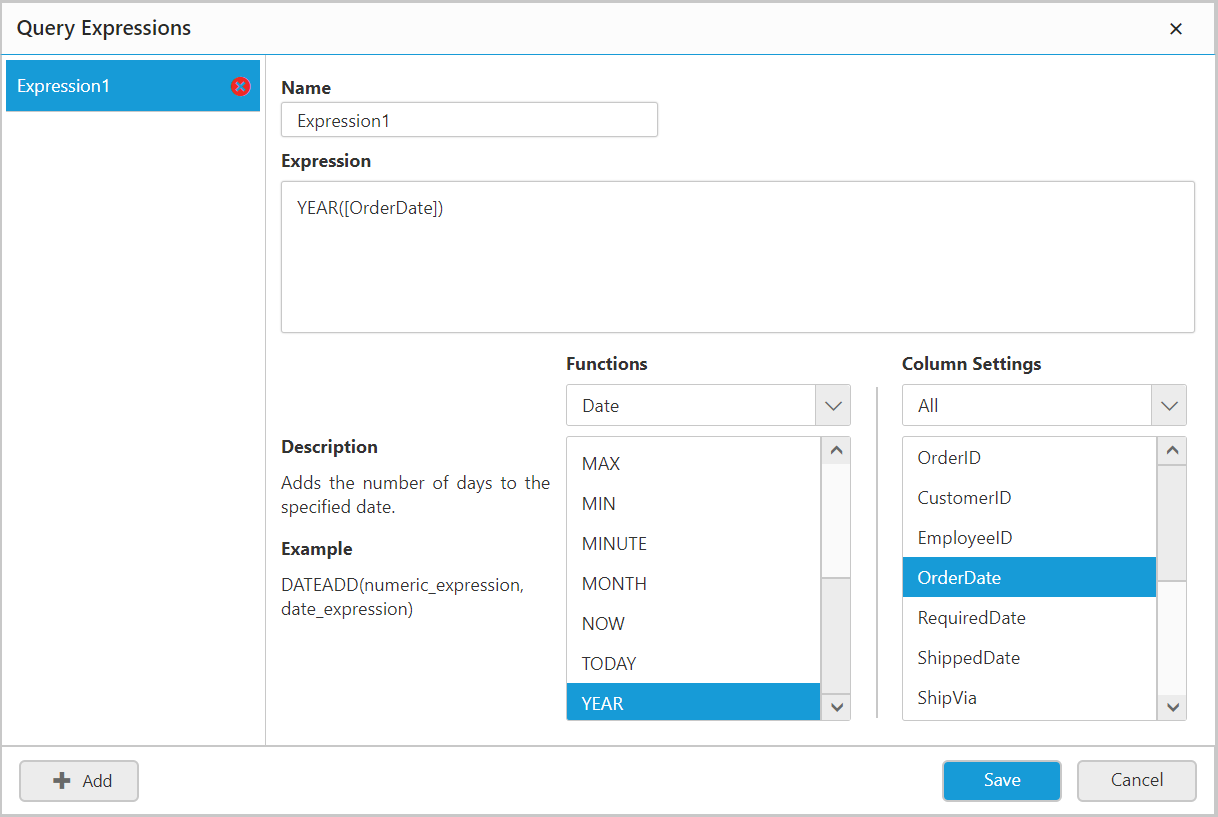 Query Expressions
Expression1
Name
Expression1
Expression
YEAR([OrderDate])
Description
Adds the number of days to the
specified date.
Example
DATEADD(numeric_expression,
date_expression)
Functions
Date
MAX
MIN
MINUTE
MONTH
NOW
TODAY
YEAR
Column Settings
All
OrderID
CustomerID
EmployeeID
OrderDate
RequiredDate
ShippedDate
ShipVia
Add
Save
Cancel